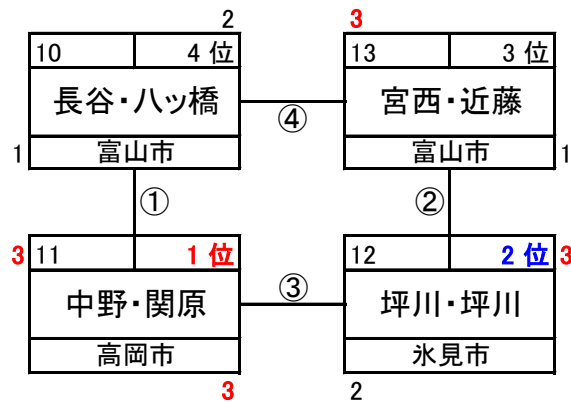 2 3
10 4 位 13 3 位
長谷・八ッ橋 宮西・近藤
④
1 富山市 富山市 1
① ②
3 11 1 位 12 2 位 3
③
中野・関原 坪川・坪川
高岡市 氷見市
3 2